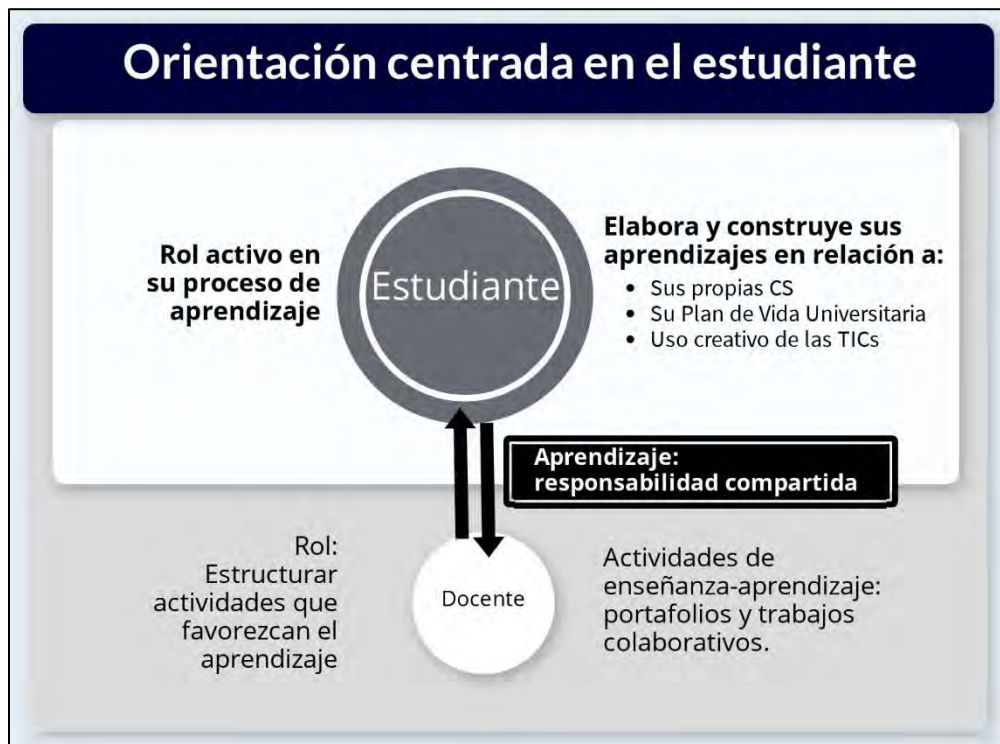 Orientación centrada en el estudiante
Rol activo en
su proceso de
aprendizaje
Estudiante
Elabora y construye sus
aprendizajes en relación a:
• Sus propias CS
• Su Plan de Vida Universitaria
• Uso creativo de las TICs
Aprendizaje:
responsabilidad compartida
Rol:
Estructurar
actividades que
favorezcan el
aprendizaje
Docente
Actividades de
enseñanza-aprendizaje:
portafolios y trabajos
colaborativos.